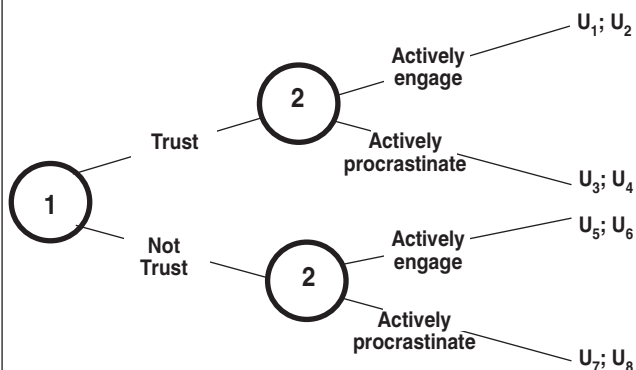 U1; U2
Actively
engage
2
Trust
Actively
procrastinate
1
U3; U4
U5; U6
Not
Trust
Actively
engage
2
Actively
procrastinate
U7; U8